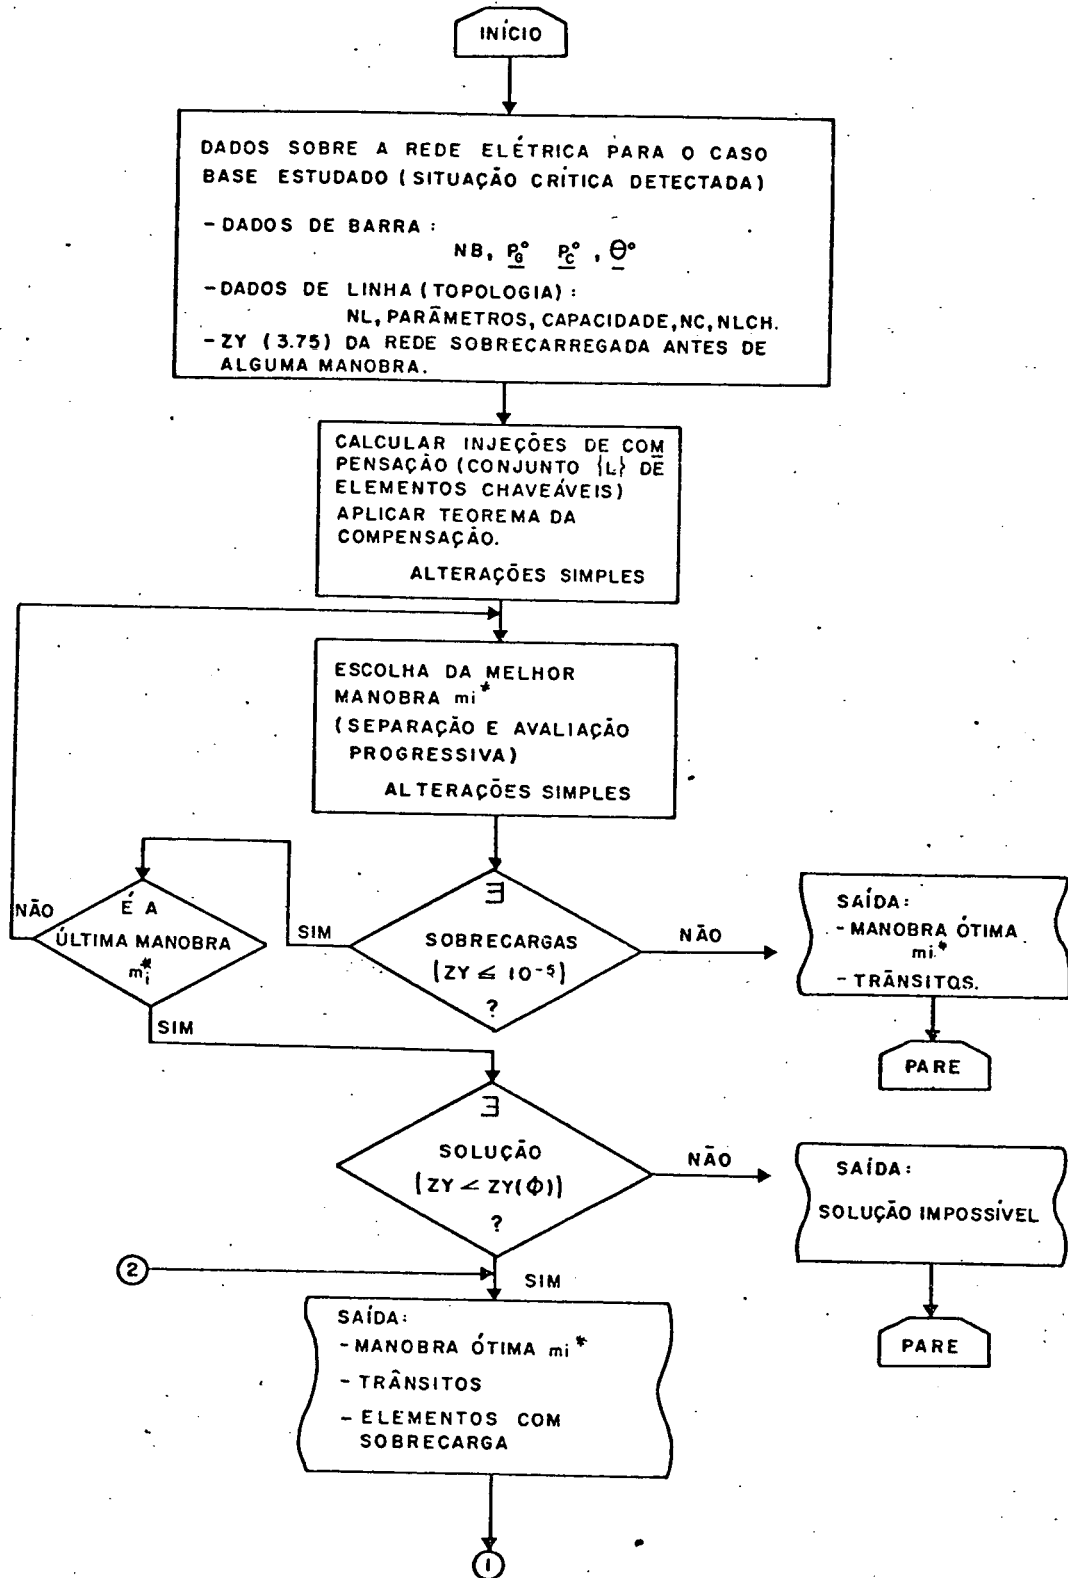 INÍCIO
DADOS SOBRE A REDE ELÉTRICA PARA O CASO
BASE ESTUDADO (SITUAÇÃO CRÍTICA DETECTADA)
- DADOS DE BARRA :
NB, P_G° P_C° , Θ°
- DADOS DE LINHA (TOPOLOGIA) :
NL, PARÂMETROS, CAPACIDADE, NC, NLCH.
- ZY (3.75) DA REDE SOBRECARREGADA ANTES DE
ALGUMA MANOBRA.
CALCULAR INJEÇÕES DE COM
PENSAÇÃO (CONJUNTO {L} DE
ELEMENTOS CHAVEÁVEIS)
APLICAR TEOREMA DA
COMPENSAÇÃO.
ALTERAÇÕES SIMPLES
ESCOLHA DA MELHOR
MANOBRA mi*
(SEPARAÇÃO E AVALIAÇÃO
PROGRESSIVA)
ALTERAÇÕES SIMPLES
NÃO
É A
ÚLTIMA MANOBRA
mi*
SIM
∃
SOBRECARGAS
(ZY ≤ 10⁻⁵)
?
NÃO
SAÍDA:
- MANOBRA ÓTIMA
mi*
- TRÂNSITOS.
PARE
SIM
∃
SOLUÇÃO
(ZY < ZY(Φ))
?
NÃO
SAÍDA:
SOLUÇÃO IMPOSSÍVEL
PARE
2
SIM
SAÍDA:
- MANOBRA ÓTIMA mi*
- TRÂNSITOS
- ELEMENTOS COM
SOBRECARGA
1